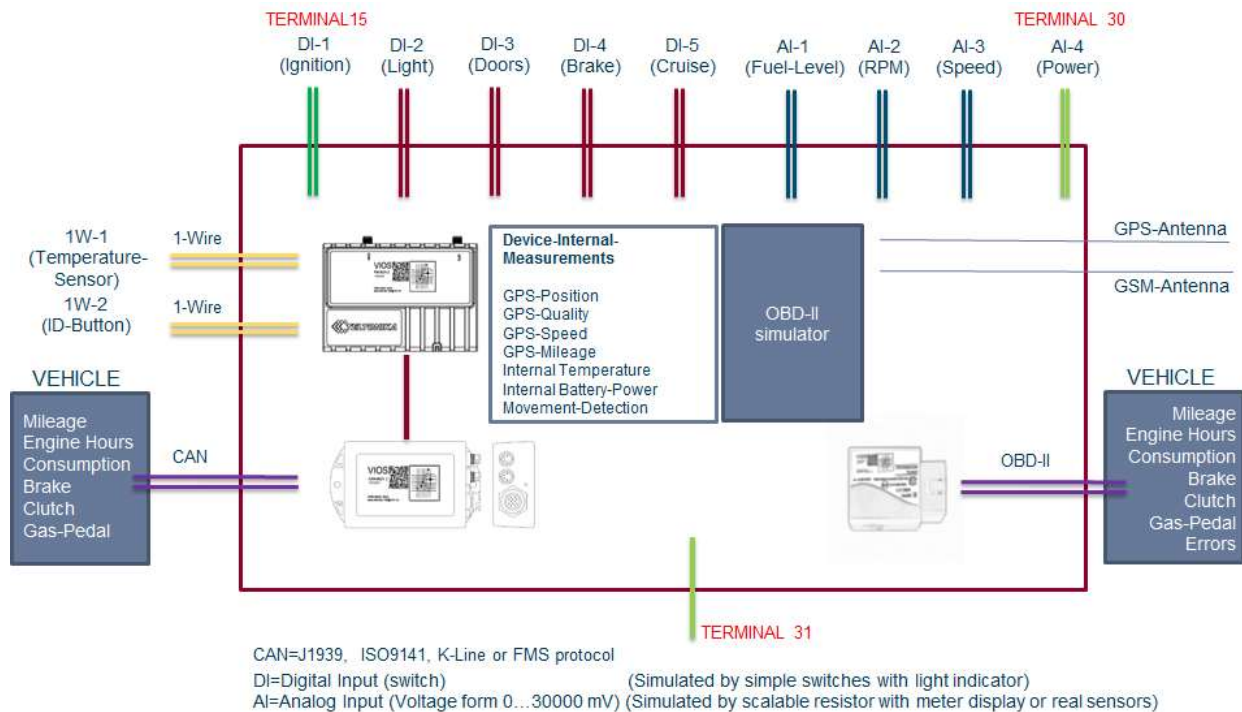 TERMINAL15
TERMINAL 30
DI-1
(Ignition)
DI-2
(Light)
DI-3
(Doors)
DI-4
(Brake)
DI-5
(Cruise)
AI-1
(Fuel-Level)
AI-2
(RPM)
AI-3
(Speed)
AI-4
(Power)
1W-1
(Temperature-
Sensor)
1-Wire
1W-2
(ID-Button)
1-Wire
VIOS
TELTONIKA
Device-Internal-
Measurements
GPS-Position
GPS-Quality
GPS-Speed
GPS-Mileage
Internal Temperature
Internal Battery-Power
Movement-Detection
OBD-II
simulator
GPS-Antenna
GSM-Antenna
VEHICLE
Mileage
Engine Hours
Consumption
Brake
Clutch
Gas-Pedal
CAN
VIOS
OBD-II
VEHICLE
Mileage
Engine Hours
Consumption
Brake
Clutch
Gas-Pedal
Errors
TERMINAL 31
CAN=J1939, ISO9141, K-Line or FMS protocol
DI=Digital Input (switch) (Simulated by simple switches with light indicator)
AI=Analog Input (Voltage form 0...30000 mV) (Simulated by scalable resistor with meter display or real sensors)